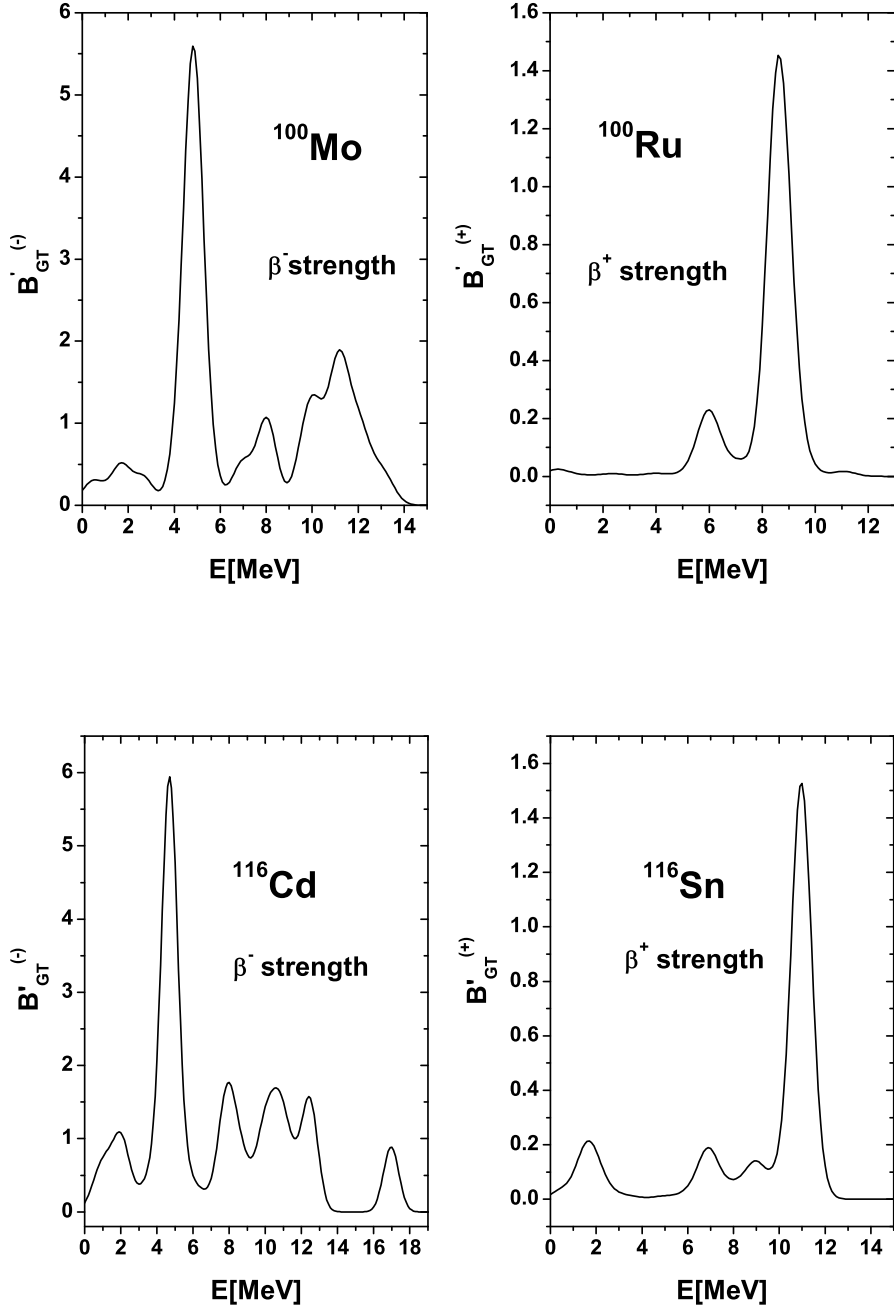 6
5
4
3
2
1
0
0 2 4 6 8 10 12 14
B'GT(-)
100Mo
β-strength
E[MeV]
1.6
1.4
1.2
1.0
0.8
0.6
0.4
0.2
0.0
0 2 4 6 8 10 12
B'GT(+)
100Ru
β+ strength
E[MeV]
6
5
4
3
2
1
0
0 2 4 6 8 10 12 14 16 18
B'GT(-)
116Cd
β- strength
E[MeV]
1.6
1.4
1.2
1.0
0.8
0.6
0.4
0.2
0.0
0 2 4 6 8 10 12 14
B'GT(+)
116Sn
β+ strength
E[MeV]